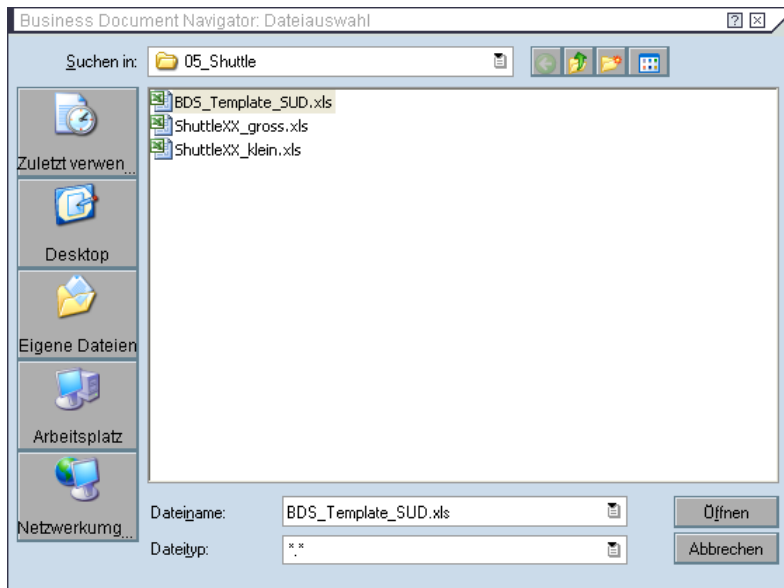 Business Document Navigator: Dateiauswahl
Suchen in: 05_Shuttle
BDS_Template_SUD.xls
ShuttleXX_gross.xls
ShuttleXX_klein.xls
Zuletzt verwen...
Desktop
Eigene Dateien
Arbeitsplatz
Netzwerkumg...
Dateiname: BDS_Template_SUD.xls Öffnen
Dateityp: *.* Abbrechen